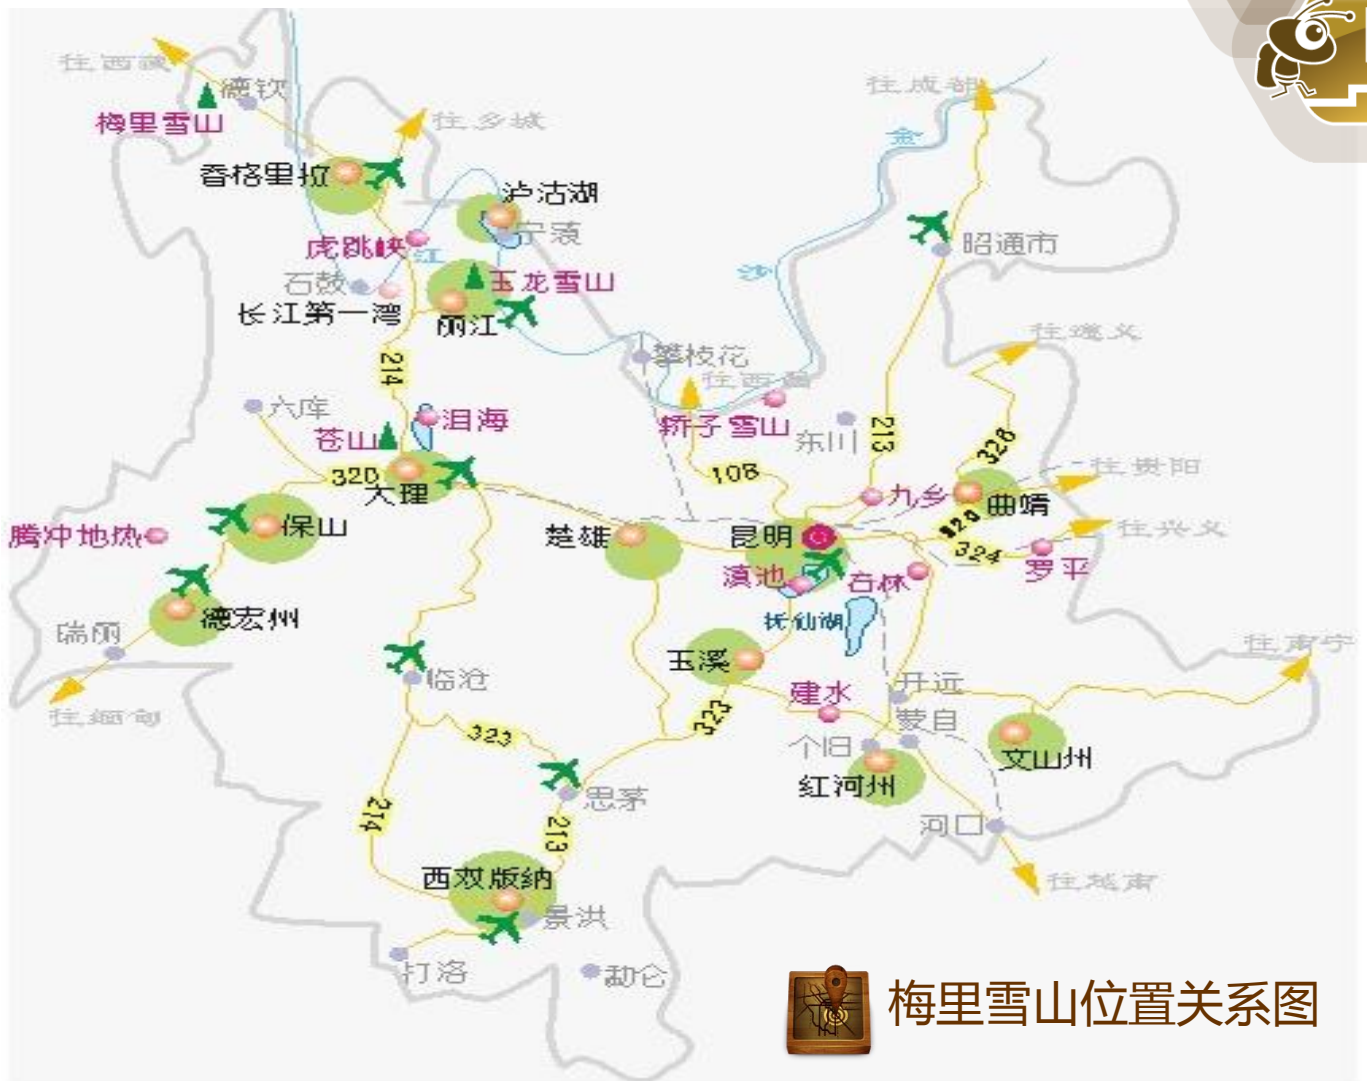 往西藏
德钦
梅里雪山
往乡城
往成都
金
香格里拉
泸沽湖
宁蒗
虎跳峡
江
昭通市
石鼓
玉龙雪山
沙
长江第一湾
丽江
往遵义
214
攀枝花
往西昌
六库
泪海
苍山
轿子雪山
东川
213
326
320
大理
108
往贵阳
九乡
曲靖
保山
腾冲地热
楚雄
昆明
320
324
往兴义
罗平
滇池
石林
德宏州
抚仙湖
瑞丽
往缅甸
玉溪
临沧
建水
开远
往南宁
323
323
蒙自
个旧
文山州
红河州
思茅
214
213
河口
西双版纳
往越南
景洪
打洛
勐仑
梅里雪山位置关系图